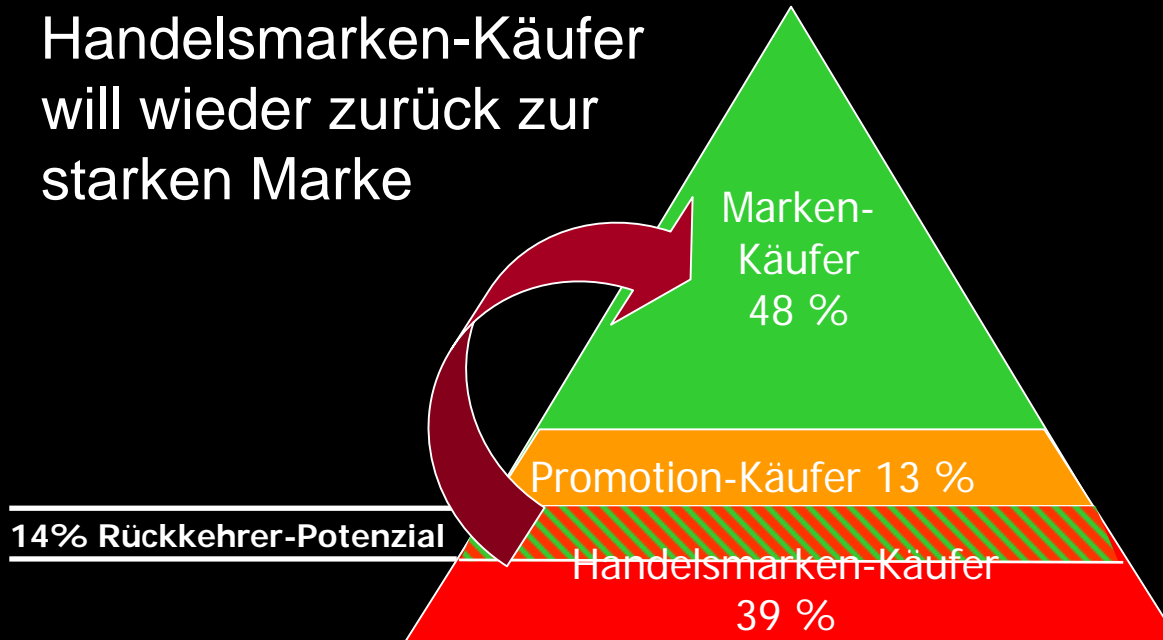 Handelsmarken-Käufer
will wieder zurück zur
starken Marke
Marken-
Käufer
48 %
Promotion-Käufer 13 %
14% Rückkehrer-Potenzial
Handelsmarken-Käufer
39 %